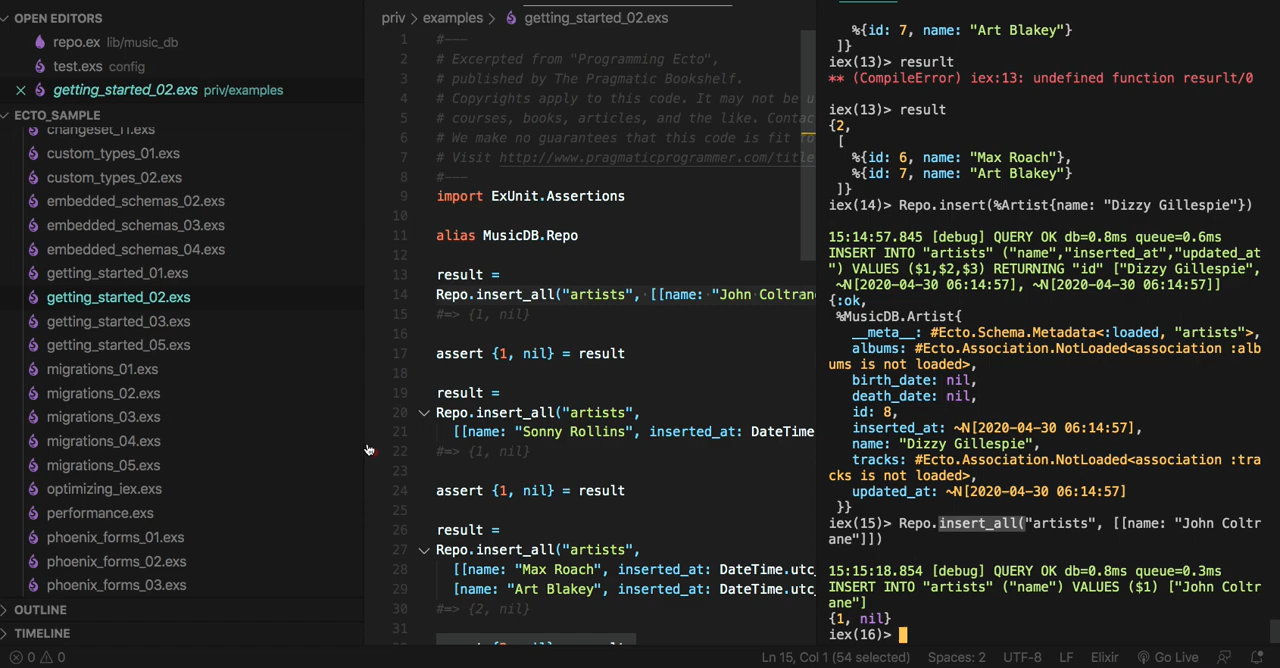 OPEN EDITORS
repo.ex lib/music_db
test.exs config
getting_started_02.exs priv/examples
ECTO_SAMPLE
changeset_11.exs
custom_types_01.exs
custom_types_02.exs
embedded_schemas_02.exs
embedded_schemas_03.exs
embedded_schemas_04.exs
getting_started_01.exs
getting_started_02.exs
getting_started_03.exs
getting_started_05.exs
migrations_01.exs
migrations_02.exs
migrations_03.exs
migrations_04.exs
migrations_05.exs
optimizing_iex.exs
performance.exs
phoenix_forms_01.exs
phoenix_forms_02.exs
phoenix_forms_03.exs
OUTLINE
TIMELINE
priv > examples > getting_started_02.exs
1 #---
2 # Excerpted from "Programming Ecto",
3 # published by The Pragmatic Bookshelf.
4 # Copyrights apply to this code. It may not be u
5 # courses, books, articles, and the like. Contac
6 # We make no guarantees that this code is fit fo
7 # Visit http://www.pragmaticprogrammer.com/title
8 #---
9 import ExUnit.Assertions
10
11 alias MusicDB.Repo
12
13 result =
14 Repo.insert_all("artists", [[name: "John Coltran
15 #=> {1, nil}
16
17 assert {1, nil} = result
18
19 result =
20 Repo.insert_all("artists",
21 [[name: "Sonny Rollins", inserted_at: DateTime
22 #=> {1, nil}
23
24 assert {1, nil} = result
25
26 result =
27 Repo.insert_all("artists",
28 [[name: "Max Roach", inserted_at: DateTime.utc_
29 [name: "Art Blakey", inserted_at: DateTime.utc_
30 #=> {2, nil}
31
%{id: 7, name: "Art Blakey"}
]}
iex(13)> resurlt
** (CompileError) iex:13: undefined function resurlt/0
iex(13)> result
{2,
[
%{id: 6, name: "Max Roach"},
%{id: 7, name: "Art Blakey"}
]}
iex(14)> Repo.insert(%Artist{name: "Dizzy Gillespie"})
15:14:57.845 [debug] QUERY OK db=0.8ms queue=0.6ms
INSERT INTO "artists" ("name","inserted_at","updated_at
") VALUES ($1,$2,$3) RETURNING "id" ["Dizzy Gillespie",
~N[2020-04-30 06:14:57], ~N[2020-04-30 06:14:57]]
{:ok,
%MusicDB.Artist{
__meta__: #Ecto.Schema.Metadata<:loaded, "artists">,
albums: #Ecto.Association.NotLoaded<association :alb
ums is not loaded>,
birth_date: nil,
death_date: nil,
id: 8,
inserted_at: ~N[2020-04-30 06:14:57],
name: "Dizzy Gillespie",
tracks: #Ecto.Association.NotLoaded<association :tra
cks is not loaded>,
updated_at: ~N[2020-04-30 06:14:57]
}}
iex(15)> Repo.insert_all("artists", [[name: "John Coltr
ane"]])
15:15:18.854 [debug] QUERY OK db=0.8ms queue=0.3ms
INSERT INTO "artists" ("name") VALUES ($1) ["John Coltr
ane"]
{1, nil}
iex(16)>
0 0 Ln 15, Col 1 (54 selected) Spaces: 2 UTF-8 LF Elixir Go Live